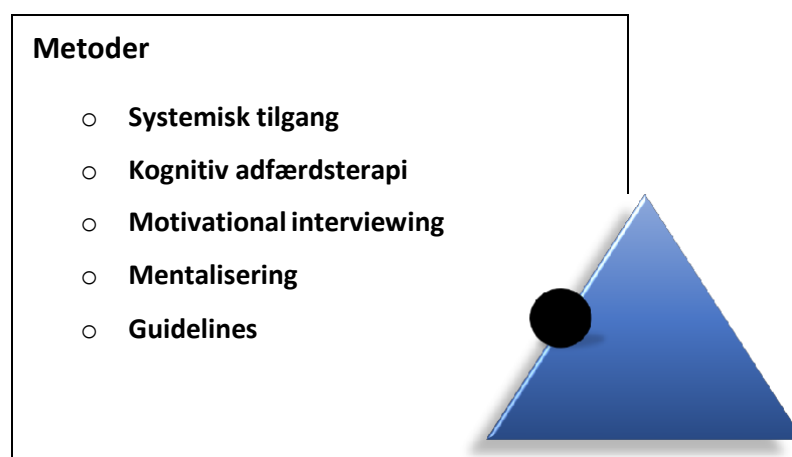 Metoder
o Systemisk tilgang
o Kognitiv adfærdsterapi
o Motivational interviewing
o Mentalisering
o Guidelines